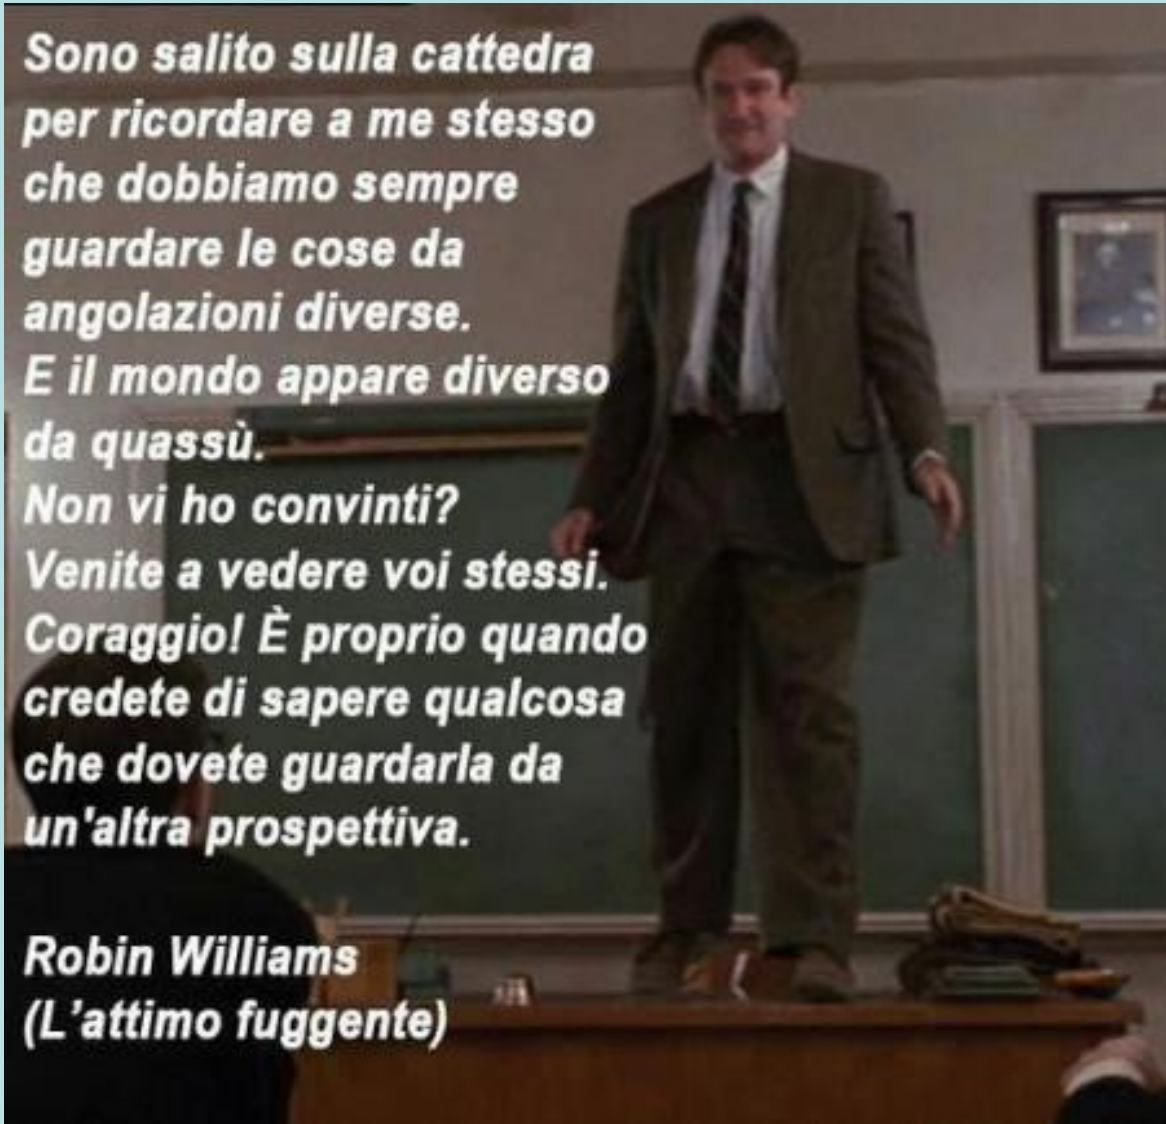 Sono salito sulla cattedra
per ricordare a me stesso
che dobbiamo sempre
guardare le cose da
angolazioni diverse.
E il mondo appare diverso
da quassù.
Non vi ho convinti?
Venite a vedere voi stessi.
Coraggio! È proprio quando
credete di sapere qualcosa
che dovete guardarla da
un'altra prospettiva.
Robin Williams
(L'attimo fuggente)